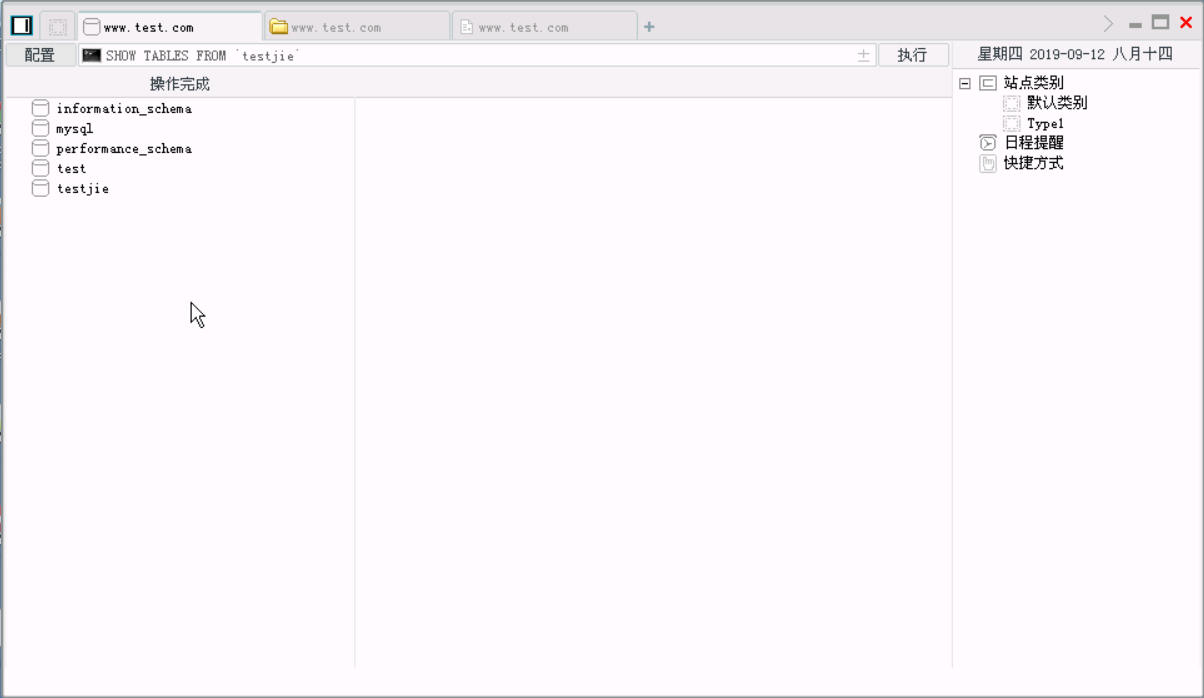 www.test.com
www.test.com
www.test.com
配置
SHOW TABLES FROM `testjie`
执行
星期四 2019-09-12 八月十四
操作完成
information_schema
mysql
performance_schema
test
testjie
站点类别
默认类别
Type1
日程提醒
快捷方式